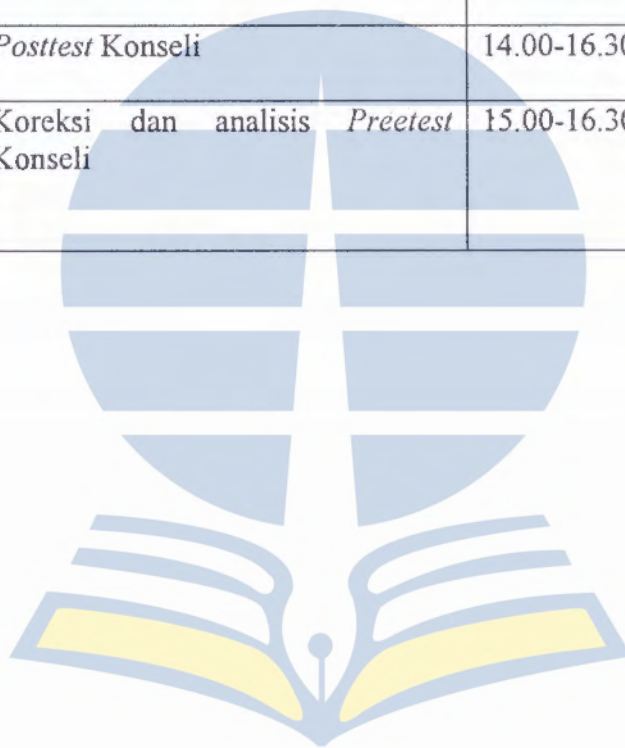 Posttest Konseli 14.00-16.30
Koreksi dan analisis Preetest 15.00-16.30
Konseli